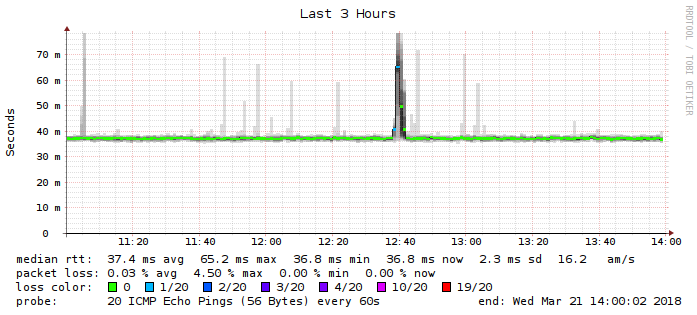 Last 3 Hours
RRDTOOL / TOBI OETIKER
Seconds
70 m
60 m
50 m
40 m
30 m
20 m
10 m
0
11:20 11:40 12:00 12:20 12:40 13:00 13:20 13:40 14:00
median rtt: 37.4 ms avg 65.2 ms max 36.8 ms min 36.8 ms now 2.3 ms sd 16.2 am/s
packet loss: 0.03 % avg 4.50 % max 0.00 % min 0.00 % now
loss color: 0 1/20 2/20 3/20 4/20 10/20 19/20
probe: 20 ICMP Echo Pings (56 Bytes) every 60s end: Wed Mar 21 14:00:02 2018